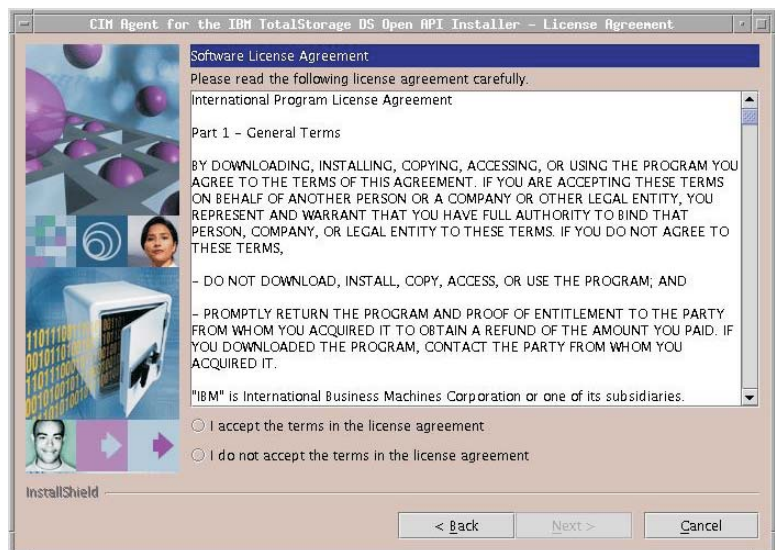 CIM Agent for the IBM TotalStorage DS Open API Installer - License Agreement
Software License Agreement
Please read the following license agreement carefully.
International Program License Agreement
Part 1 – General Terms
BY DOWNLOADING, INSTALLING, COPYING, ACCESSING, OR USING THE PROGRAM YOU
AGREE TO THE TERMS OF THIS AGREEMENT. IF YOU ARE ACCEPTING THESE TERMS
ON BEHALF OF ANOTHER PERSON OR A COMPANY OR OTHER LEGAL ENTITY, YOU
REPRESENT AND WARRANT THAT YOU HAVE FULL AUTHORITY TO BIND THAT
PERSON, COMPANY, OR LEGAL ENTITY TO THESE TERMS. IF YOU DO NOT AGREE TO
THESE TERMS,
– DO NOT DOWNLOAD, INSTALL, COPY, ACCESS, OR USE THE PROGRAM; AND
– PROMPTLY RETURN THE PROGRAM AND PROOF OF ENTITLEMENT TO THE PARTY
FROM WHOM YOU ACQUIRED IT TO OBTAIN A REFUND OF THE AMOUNT YOU PAID. IF
YOU DOWNLOADED THE PROGRAM, CONTACT THE PARTY FROM WHOM YOU
ACQUIRED IT.
"IBM" is International Business Machines Corporation or one of its subsidiaries.
I accept the terms in the license agreement
I do not accept the terms in the license agreement
InstallShield
< Back
Next >
Cancel